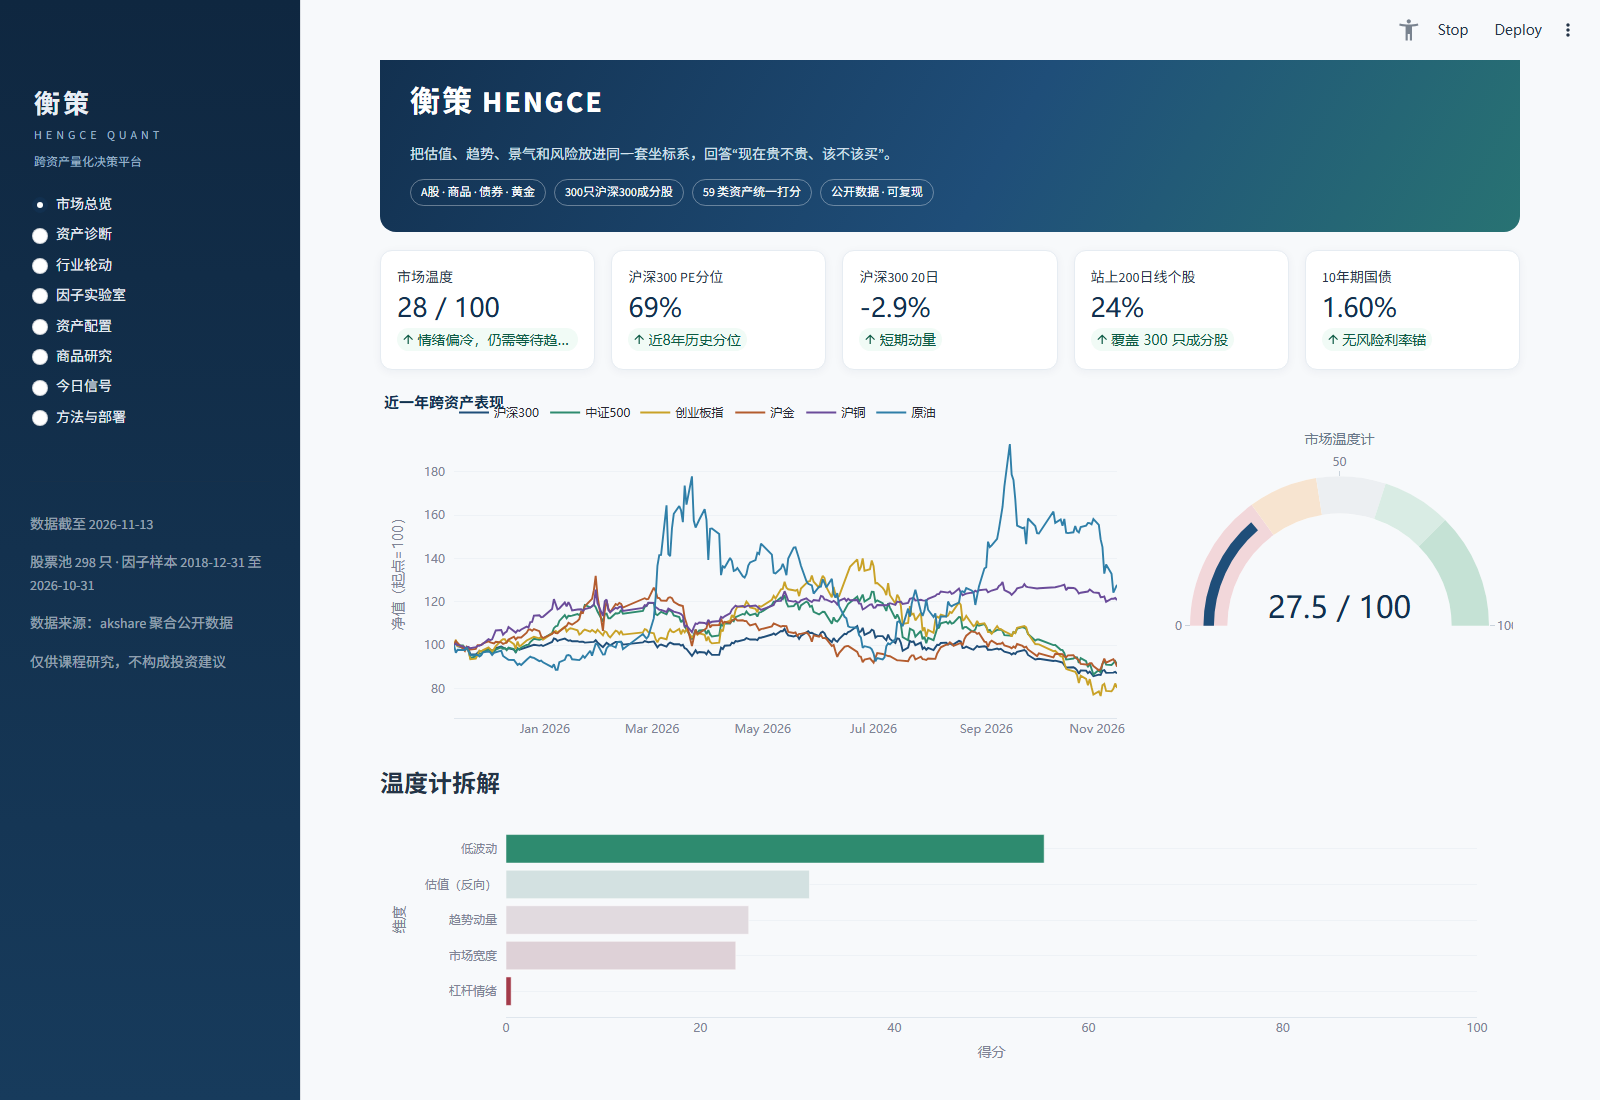 Stop
Deploy
衡策
HENGCE QUANT
跨资产量化决策平台
市场总览
资产诊断
行业轮动
因子实验室
资产配置
商品研究
今日信号
方法与部署
数据截至 2026-11-13
股票池 298 只 · 因子样本 2018-12-31 至
2026-10-31
数据来源：akshare 聚合公开数据
仅供课程研究，不构成投资建议
衡策 HENGCE
把估值、趋势、景气和风险放进同一套坐标系，回答“现在贵不贵、该不该买”。
A股 · 商品 · 债券 · 黄金
300只沪深300成分股
59 类资产统一打分
公开数据 · 可复现
市场温度
28 / 100
↑ 情绪偏冷，仍需等待趋...
沪深300 PE分位
69%
↑ 近8年历史分位
沪深300 20日
-2.9%
↑ 短期动量
站上200日线个股
24%
↑ 覆盖 300 只成分股
10年期国债
1.60%
↑ 无风险利率锚
近一年跨资产表现
沪深300
中证500
创业板指
沪金
沪铜
原油
净值（起点=100）
180
160
140
120
100
80
Jan 2026
Mar 2026
May 2026
Jul 2026
Sep 2026
Nov 2026
市场温度计
50
0
100
27.5 / 100
温度计拆解
维度
低波动
估值（反向）
趋势动量
市场宽度
杠杆情绪
0
20
40
60
80
100
得分